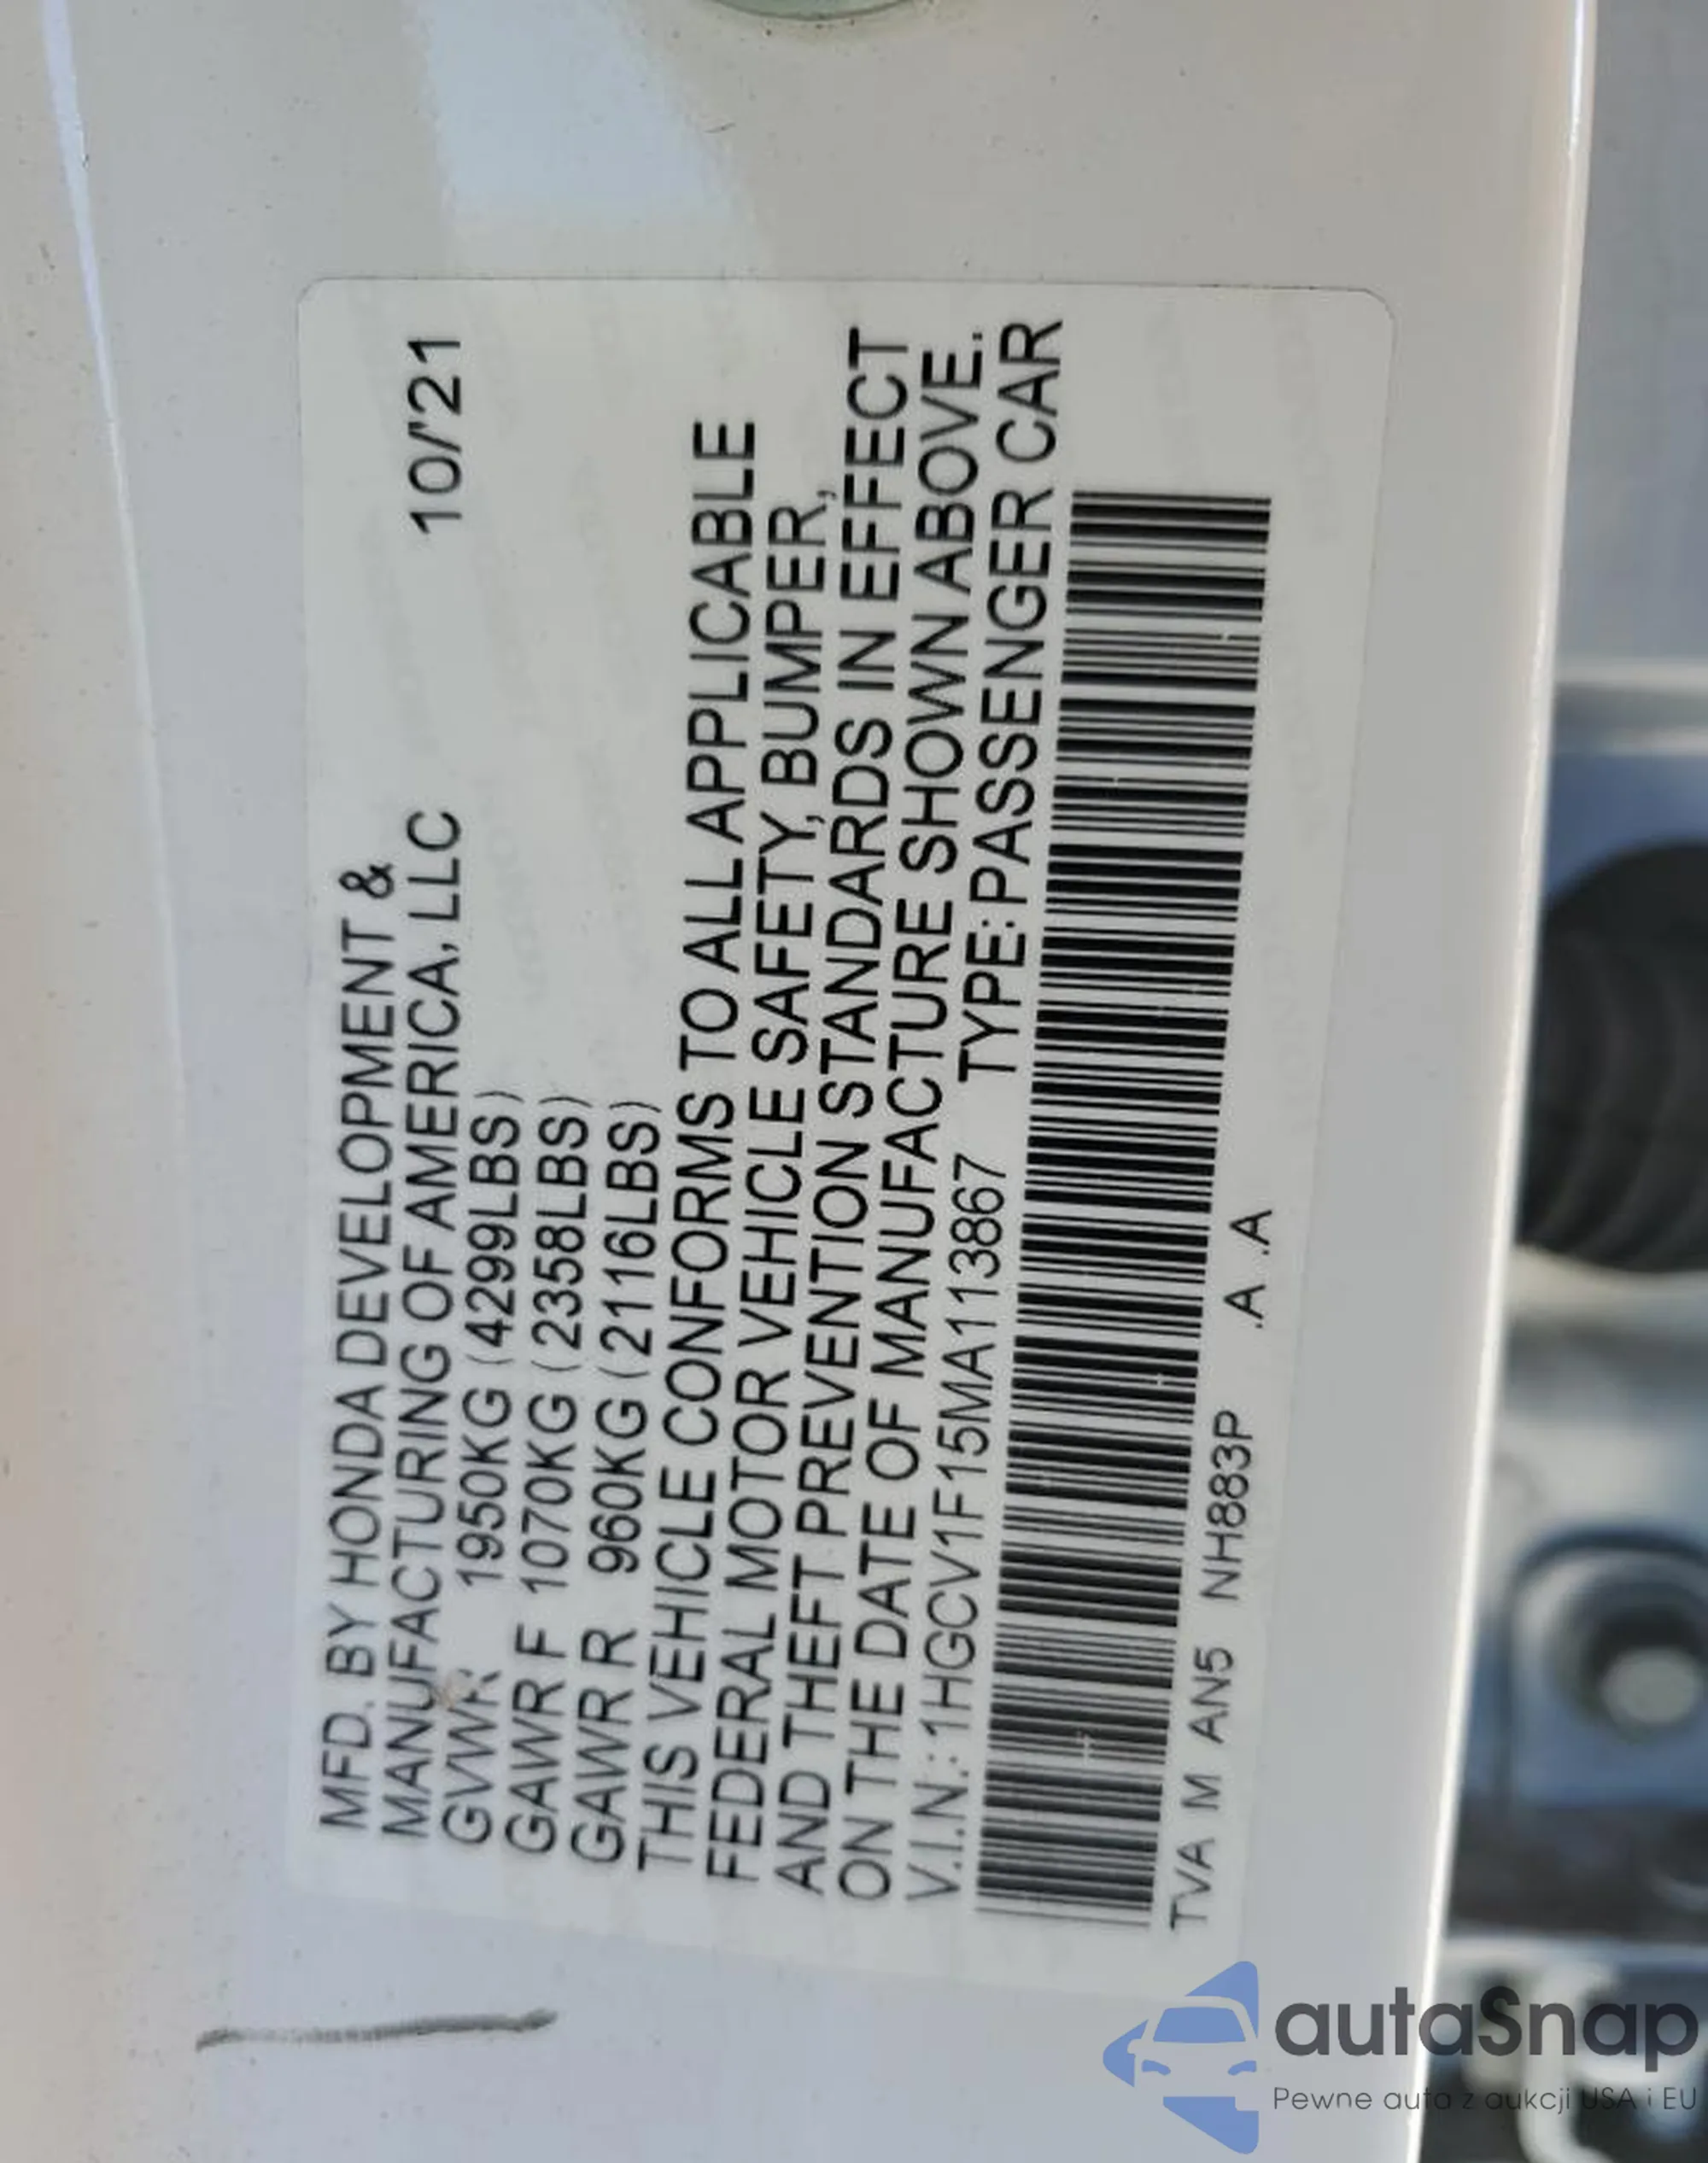 MFD. BY HONDA DEVELOPMENT &
MANUFACTURING OF AMERICA, LLC 10/'21
GVWR 1950KG (4299LBS)
GAWR F 1070KG (2358LBS)
GAWR R 960KG (2116LBS)
THIS VEHICLE CONFORMS TO ALL APPLICABLE
FEDERAL MOTOR VEHICLE SAFETY, BUMPER,
AND THEFT PREVENTION STANDARDS IN EFFECT
ON THE DATE OF MANUFACTURE SHOWN ABOVE.
V.I.N.:1HGCV1F15MA113867 TYPE:PASSENGER CAR
TVA M AN5 NH883P .A .A
autaSnap
Pewne auta z aukcji USA i EU